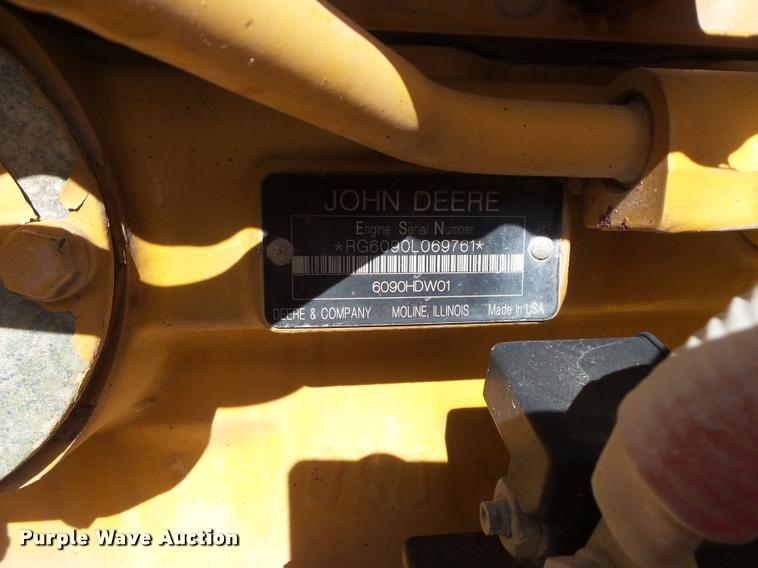 JOHN DEERE
Engine Serial Number
*RG6090L069761*
6090HDW01
DEERE & COMPANY MOLINE, ILLINOIS Made In USA
Purple Wave Auction